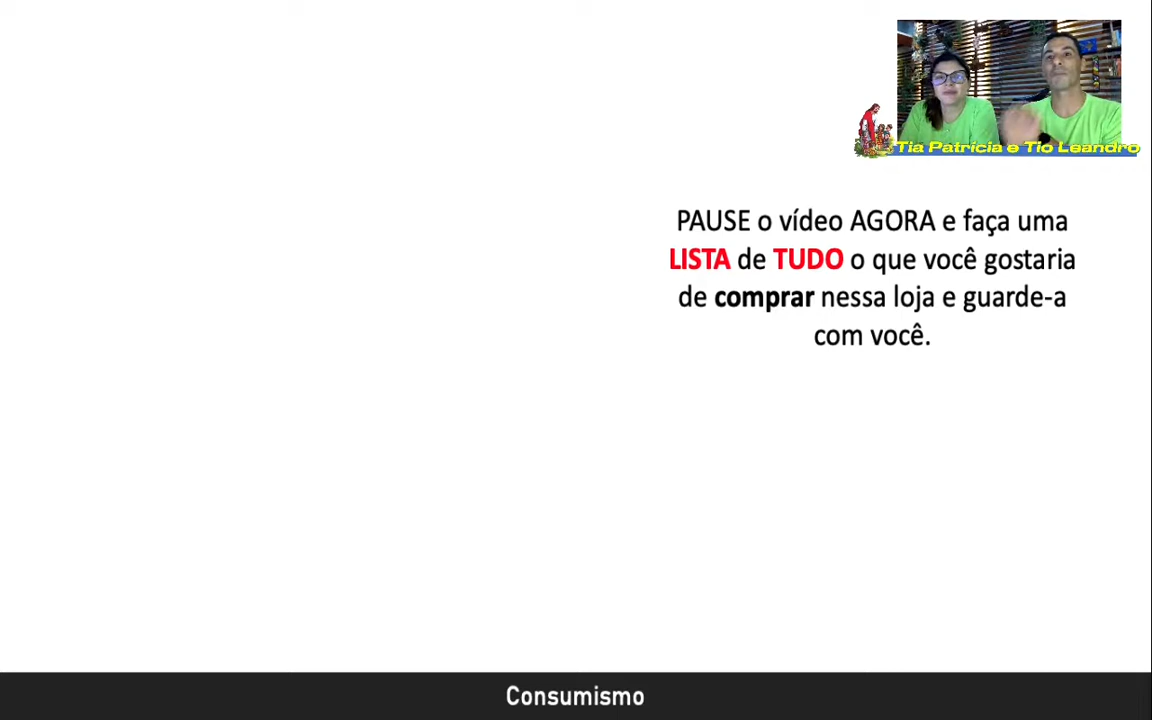 Tia Patrícia e Tio Leandro
PAUSE o vídeo AGORA e faça uma
LISTA de TUDO o que você gostaria
de comprar nessa loja e guarde-a
com você.
Consumismo